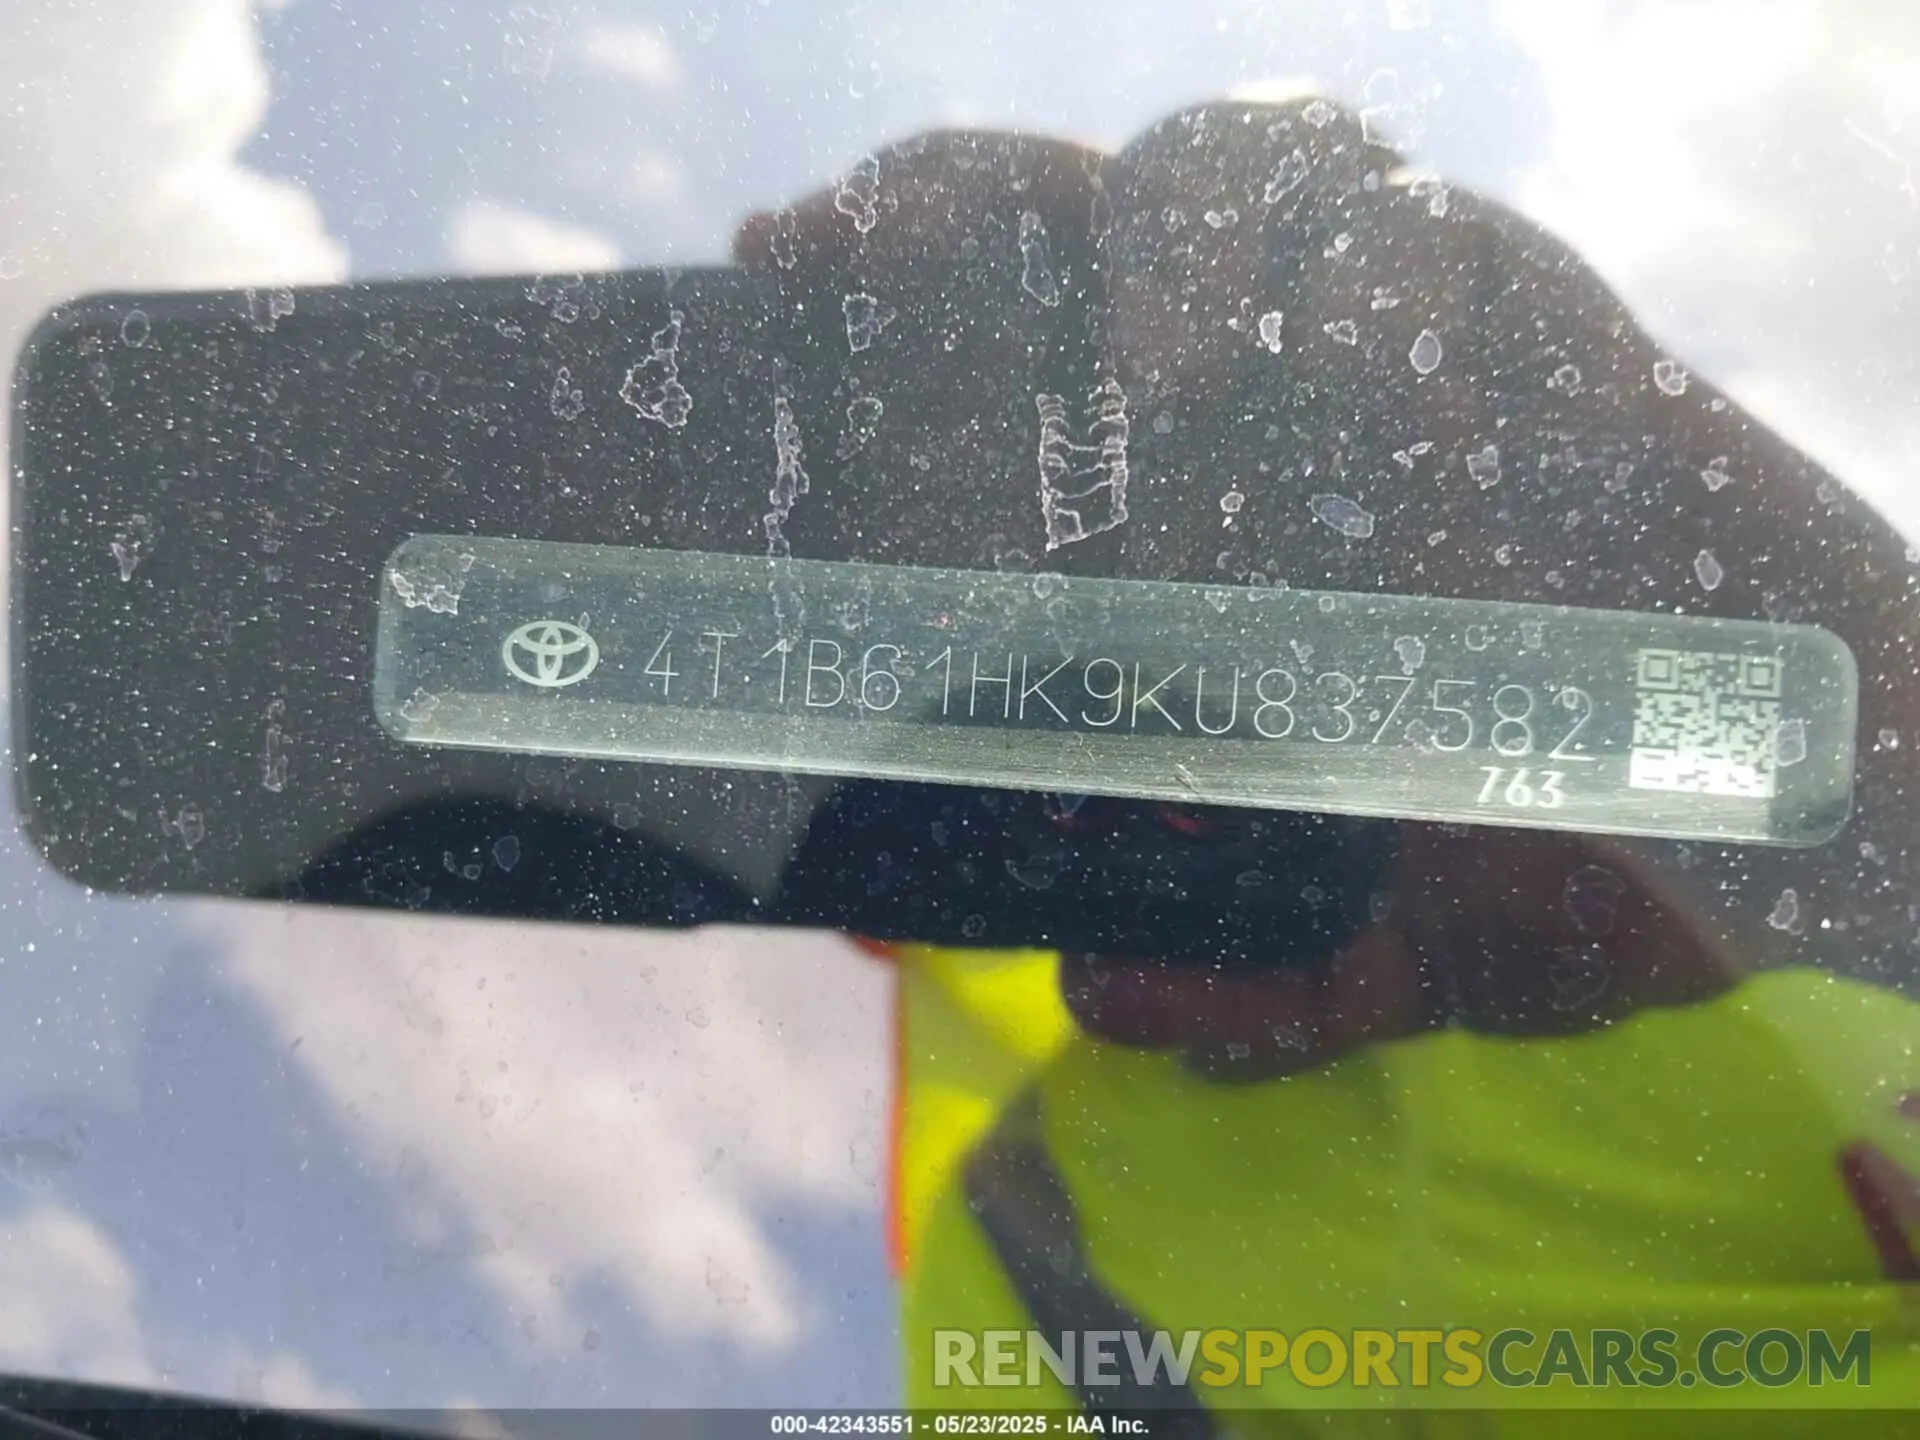 4T1B61HK9KU837582
763
RENEWSPORTSCARS.COM
000-42343551 - 05/23/2025 - IAA Inc.